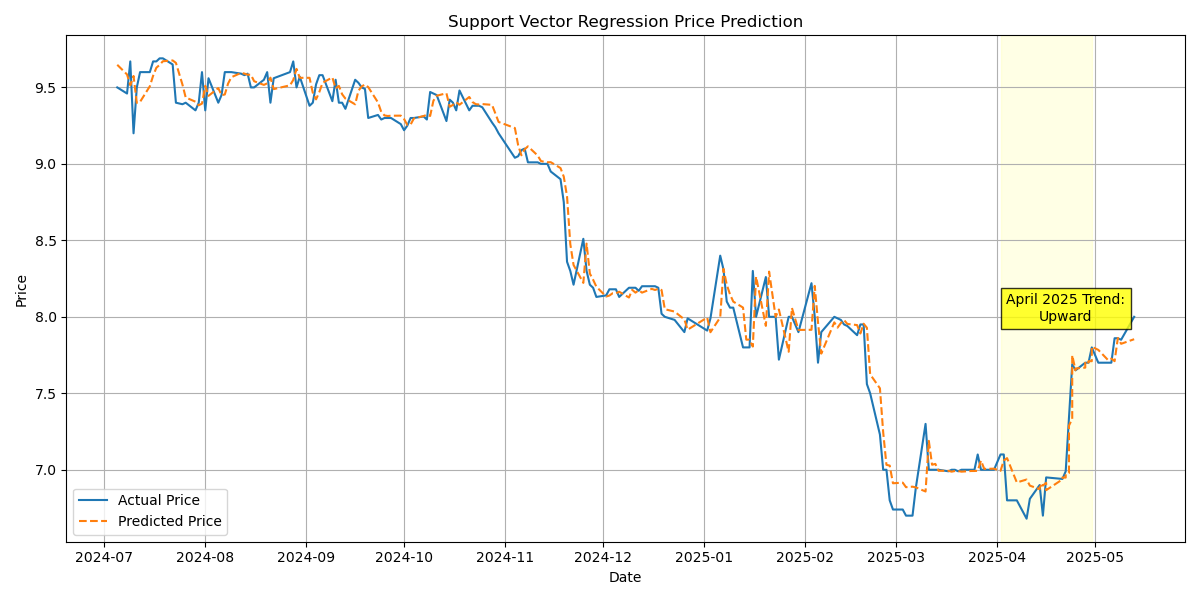 Support Vector Regression Price Prediction
Price
9.5
9.0
8.5
8.0
7.5
7.0
April 2025 Trend:
Upward
Actual Price
Predicted Price
2024-07 2024-08 2024-09 2024-10 2024-11 2024-12 2025-01 2025-02 2025-03 2025-04 2025-05
Date